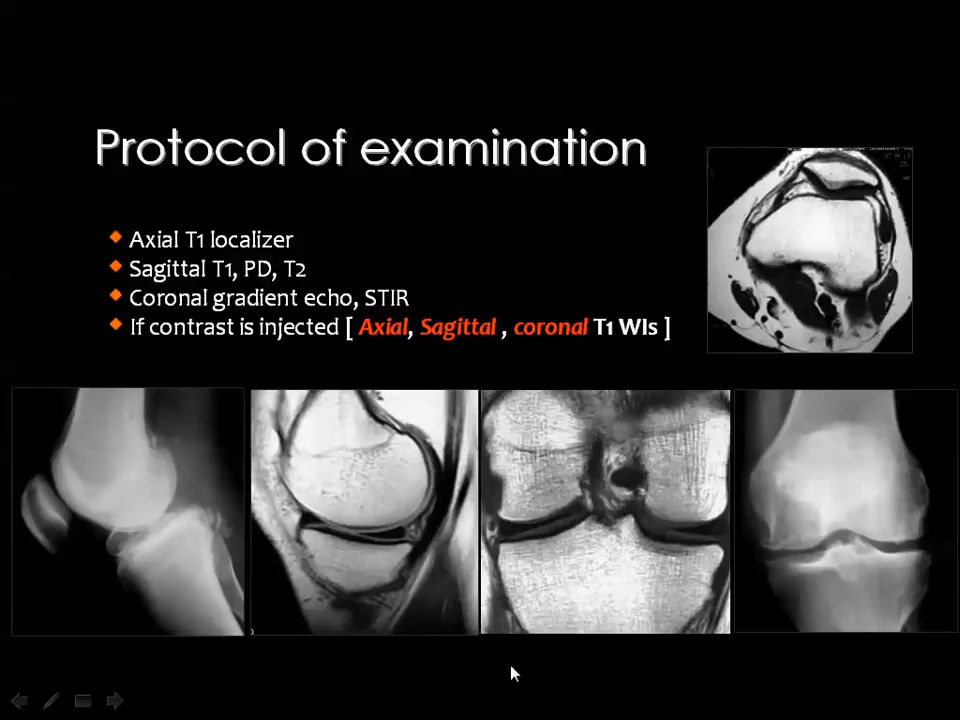 Protocol of examination
Axial T1 localizer
Sagittal T1, PD, T2
Coronal gradient echo, STIR
If contrast is injected [ Axial, Sagittal , coronal T1 WIs ]